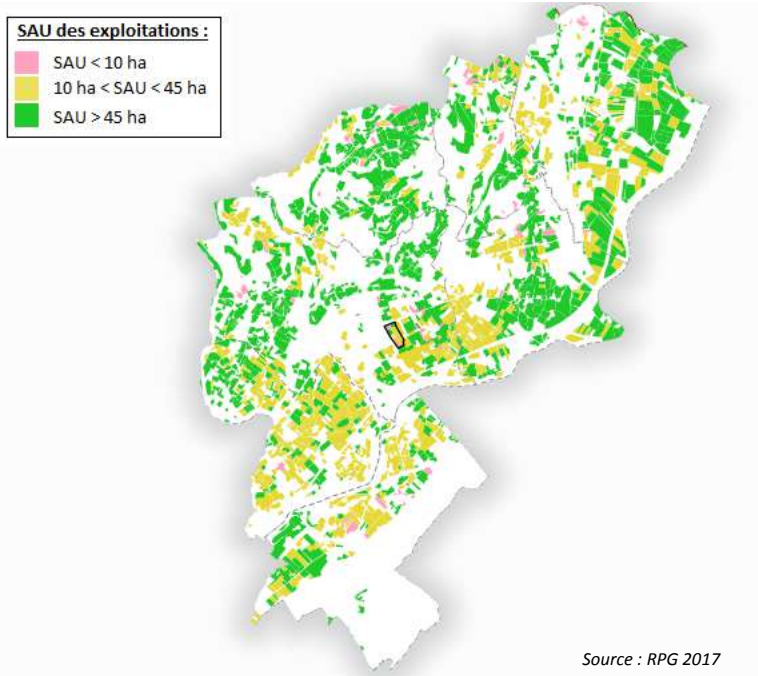 SAU des exploitations :
SAU < 10 ha
10 ha < SAU < 45 ha
SAU > 45 ha
Source : RPG 2017